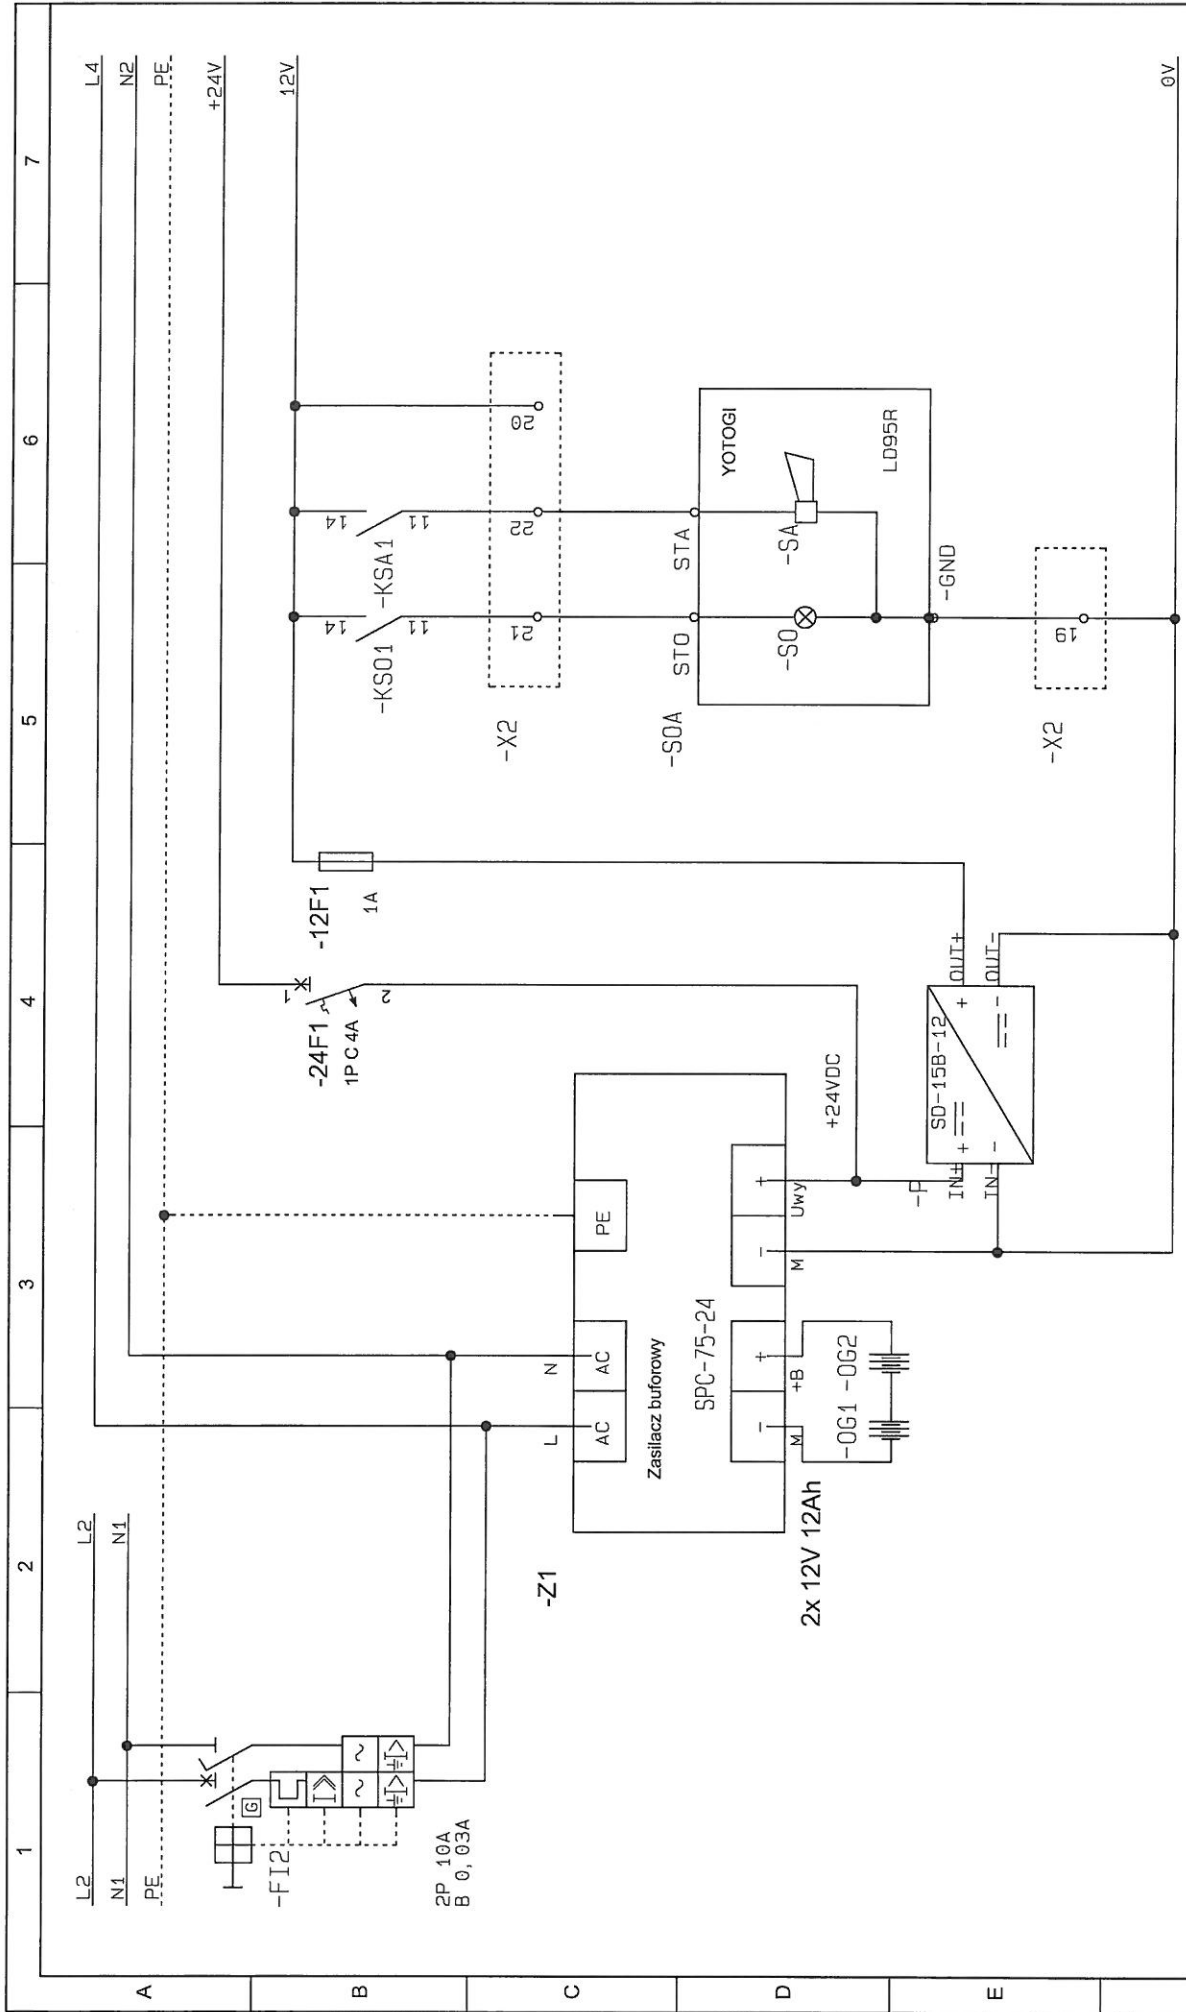 1
2
3
4
5
6
7
A
B
C
D
E
L2
N1
PE
L2
N1
L4
N2
PE
+24V
12V
G
-FI2
2P 10A
B 0,03A
-24F1
1P C 4A
1
2
-12F1
1A
-KSO1
14
11
-KSA1
14
11
-X2
21
22
20
-Z1
L
N
AC
AC
PE
Zasilacz buforowy
SPC-75-24
-
+
-
+
M
+B
M
Uwy
+24VDC
2x 12V 12Ah
-OG1
-OG2
-SOA
STO
STA
YOTOGI
-SO
-SA
LD95R
-GND
-P
IN+
IN-
SD-15B-12
+
-
+
-
OUT+
OUT-
-X2
19
0V